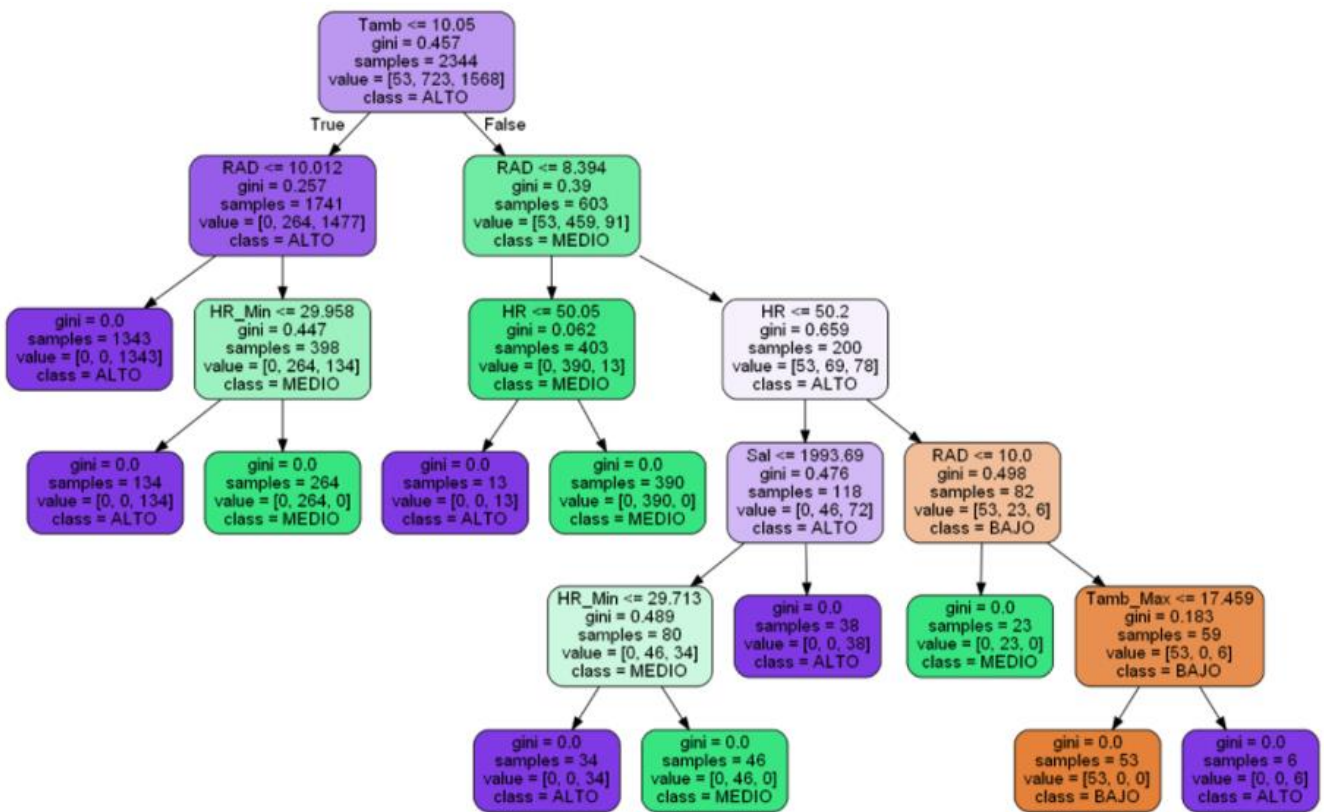 Tamb <= 10.05
gini = 0.457
samples = 2344
value = [53, 723, 1568]
class = ALTO
True
False
RAD <= 10.012
gini = 0.257
samples = 1741
value = [0, 264, 1477]
class = ALTO
RAD <= 8.394
gini = 0.39
samples = 603
value = [53, 459, 91]
class = MEDIO
gini = 0.0
samples = 1343
value = [0, 0, 1343]
class = ALTO
HR_Min <= 29.958
gini = 0.447
samples = 398
value = [0, 264, 134]
class = MEDIO
HR <= 50.05
gini = 0.062
samples = 403
value = [0, 390, 13]
class = MEDIO
HR <= 50.2
gini = 0.659
samples = 200
value = [53, 69, 78]
class = ALTO
gini = 0.0
samples = 134
value = [0, 0, 134]
class = ALTO
gini = 0.0
samples = 264
value = [0, 264, 0]
class = MEDIO
gini = 0.0
samples = 13
value = [0, 0, 13]
class = ALTO
gini = 0.0
samples = 390
value = [0, 390, 0]
class = MEDIO
Sal <= 1993.69
gini = 0.476
samples = 118
value = [0, 46, 72]
class = ALTO
RAD <= 10.0
gini = 0.498
samples = 82
value = [53, 23, 6]
class = BAJO
HR_Min <= 29.713
gini = 0.489
samples = 80
value = [0, 46, 34]
class = MEDIO
gini = 0.0
samples = 38
value = [0, 0, 38]
class = ALTO
gini = 0.0
samples = 23
value = [0, 23, 0]
class = MEDIO
Tamb_Max <= 17.459
gini = 0.183
samples = 59
value = [53, 0, 6]
class = BAJO
gini = 0.0
samples = 34
value = [0, 0, 34]
class = ALTO
gini = 0.0
samples = 46
value = [0, 46, 0]
class = MEDIO
gini = 0.0
samples = 53
value = [53, 0, 0]
class = BAJO
gini = 0.0
samples = 6
value = [0, 0, 6]
class = ALTO